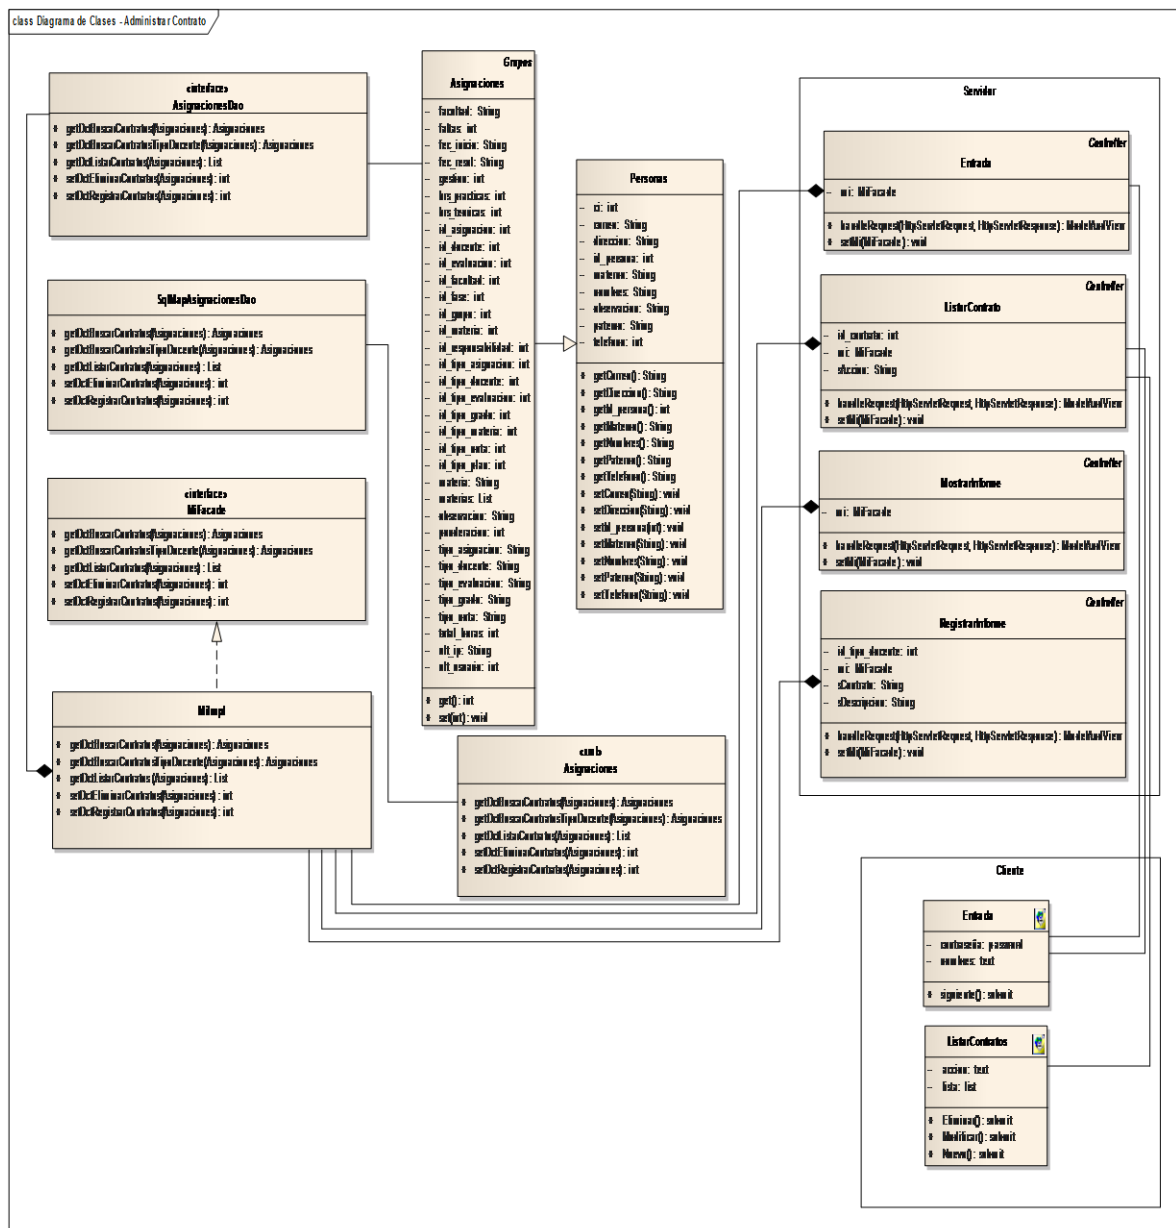 class Diagrama de Clases - Administrar Contrato
«interface»
AsignacionesDao
+ getDctBuscarContratos(Asignaciones) : Asignaciones
+ getDctBuscarContratosTipoDocente(Asignaciones) : Asignaciones
+ getDctListarContratos(Asignaciones) : List
+ setDctEliminarContratos(Asignaciones) : int
+ setDctRegistrarContratos(Asignaciones) : int
SqlMapAsignacionesDao
+ getDctBuscarContratos(Asignaciones) : Asignaciones
+ getDctBuscarContratosTipoDocente(Asignaciones) : Asignaciones
+ getDctListarContratos(Asignaciones) : List
+ setDctEliminarContratos(Asignaciones) : int
+ setDctRegistrarContratos(Asignaciones) : int
«interface»
MiFacade
+ getDctBuscarContratos(Asignaciones) : Asignaciones
+ getDctBuscarContratosTipoDocente(Asignaciones) : Asignaciones
+ getDctListarContratos(Asignaciones) : List
+ setDctEliminarContratos(Asignaciones) : int
+ setDctRegistrarContratos(Asignaciones) : int
MiImpl
+ getDctBuscarContratos(Asignaciones) : Asignaciones
+ getDctBuscarContratosTipoDocente(Asignaciones) : Asignaciones
+ getDctListarContratos (Asignaciones) : List
+ setDctEliminarContratos(Asignaciones) : int
+ setDctRegistrarContratos(Asignaciones) : int
Grupos
Asignaciones
- facultad: String
- faltas: int
- fec_inicio: String
- fec_resol: String
- gestion: int
- hrs_practicas: int
- hrs_teoricas: int
- id_asignacion: int
- id_docente: int
- id_evaluacion: int
- id_facultad: int
- id_fase: int
- id_grupo: int
- id_materia: int
- id_responsabilidad: int
- id_tipo_asignacion: int
- id_tipo_docente: int
- id_tipo_evaluacion: int
- id_tipo_grado: int
- id_tipo_materia: int
- id_tipo_nota: int
- id_tipo_plan: int
- materia: String
- materias: List
- observacion: String
- ponderacion: int
- tipo_asignacion: String
- tipo_docente: String
- tipo_evaluacion: String
- tipo_grado: String
- tipo_nota: String
- total_horas: int
- ult_ip: String
- ult_usuario: int
+ get() : int
+ set(int) : void
«xml»
Asignaciones
+ getDctBuscarContratos(Asignaciones) : Asignaciones
+ getDctBuscarContratosTipoDocente(Asignaciones) : Asignaciones
+ getDctListarContratos(Asignaciones) : List
+ setDctEliminarContratos(Asignaciones) : int
+ setDctRegistrarContratos(Asignaciones) : int
Personas
- ci: int
- correo: String
- direccion: String
- id_persona: int
- materno: String
- nombres: String
- observacion: String
- paterno: String
- telefono: int
+ getCorreo() : String
+ getDireccion() : String
+ getId_persona() : int
+ getMaterno() : String
+ getNombres() : String
+ getPaterno() : String
+ getTelefono() : String
+ setCorreo(String) : void
+ setDireccion(String) : void
+ setId_persona(int) : void
+ setMaterno(String) : void
+ setNombres(String) : void
+ setPaterno(String) : void
+ setTelefono(String) : void
Servidor
Controller
Entrada
- mi: MiFacade
+ handleRequest(HttpServletRequest, HttpServletResponse) : ModelAndView
+ setMi(MiFacade) : void
Controller
ListarContrato
- id_contrato: int
- mi: MiFacade
- sAccion: String
+ handleRequest(HttpServletRequest, HttpServletResponse) : ModelAndView
+ setMi(MiFacade) : void
Controller
MostrarInforme
- mi: MiFacade
+ handleRequest(HttpServletRequest, HttpServletResponse) : ModelAndView
+ setMi(MiFacade) : void
Controller
RegistrarInforme
- id_tipo_docente: int
- mi: MiFacade
- sContrato: String
- sDescripcion: String
+ handleRequest(HttpServletRequest, HttpServletResponse) : ModelAndView
+ setMi(MiFacade) : void
Cliente
Entrada
- contraseña:
- nombres: text
+ siguiente() : submit
ListarContratos
- accion: text
- lista: list
+ Eliminar() : submit
+ Modificar() : submit
+ Nuevo() : submit